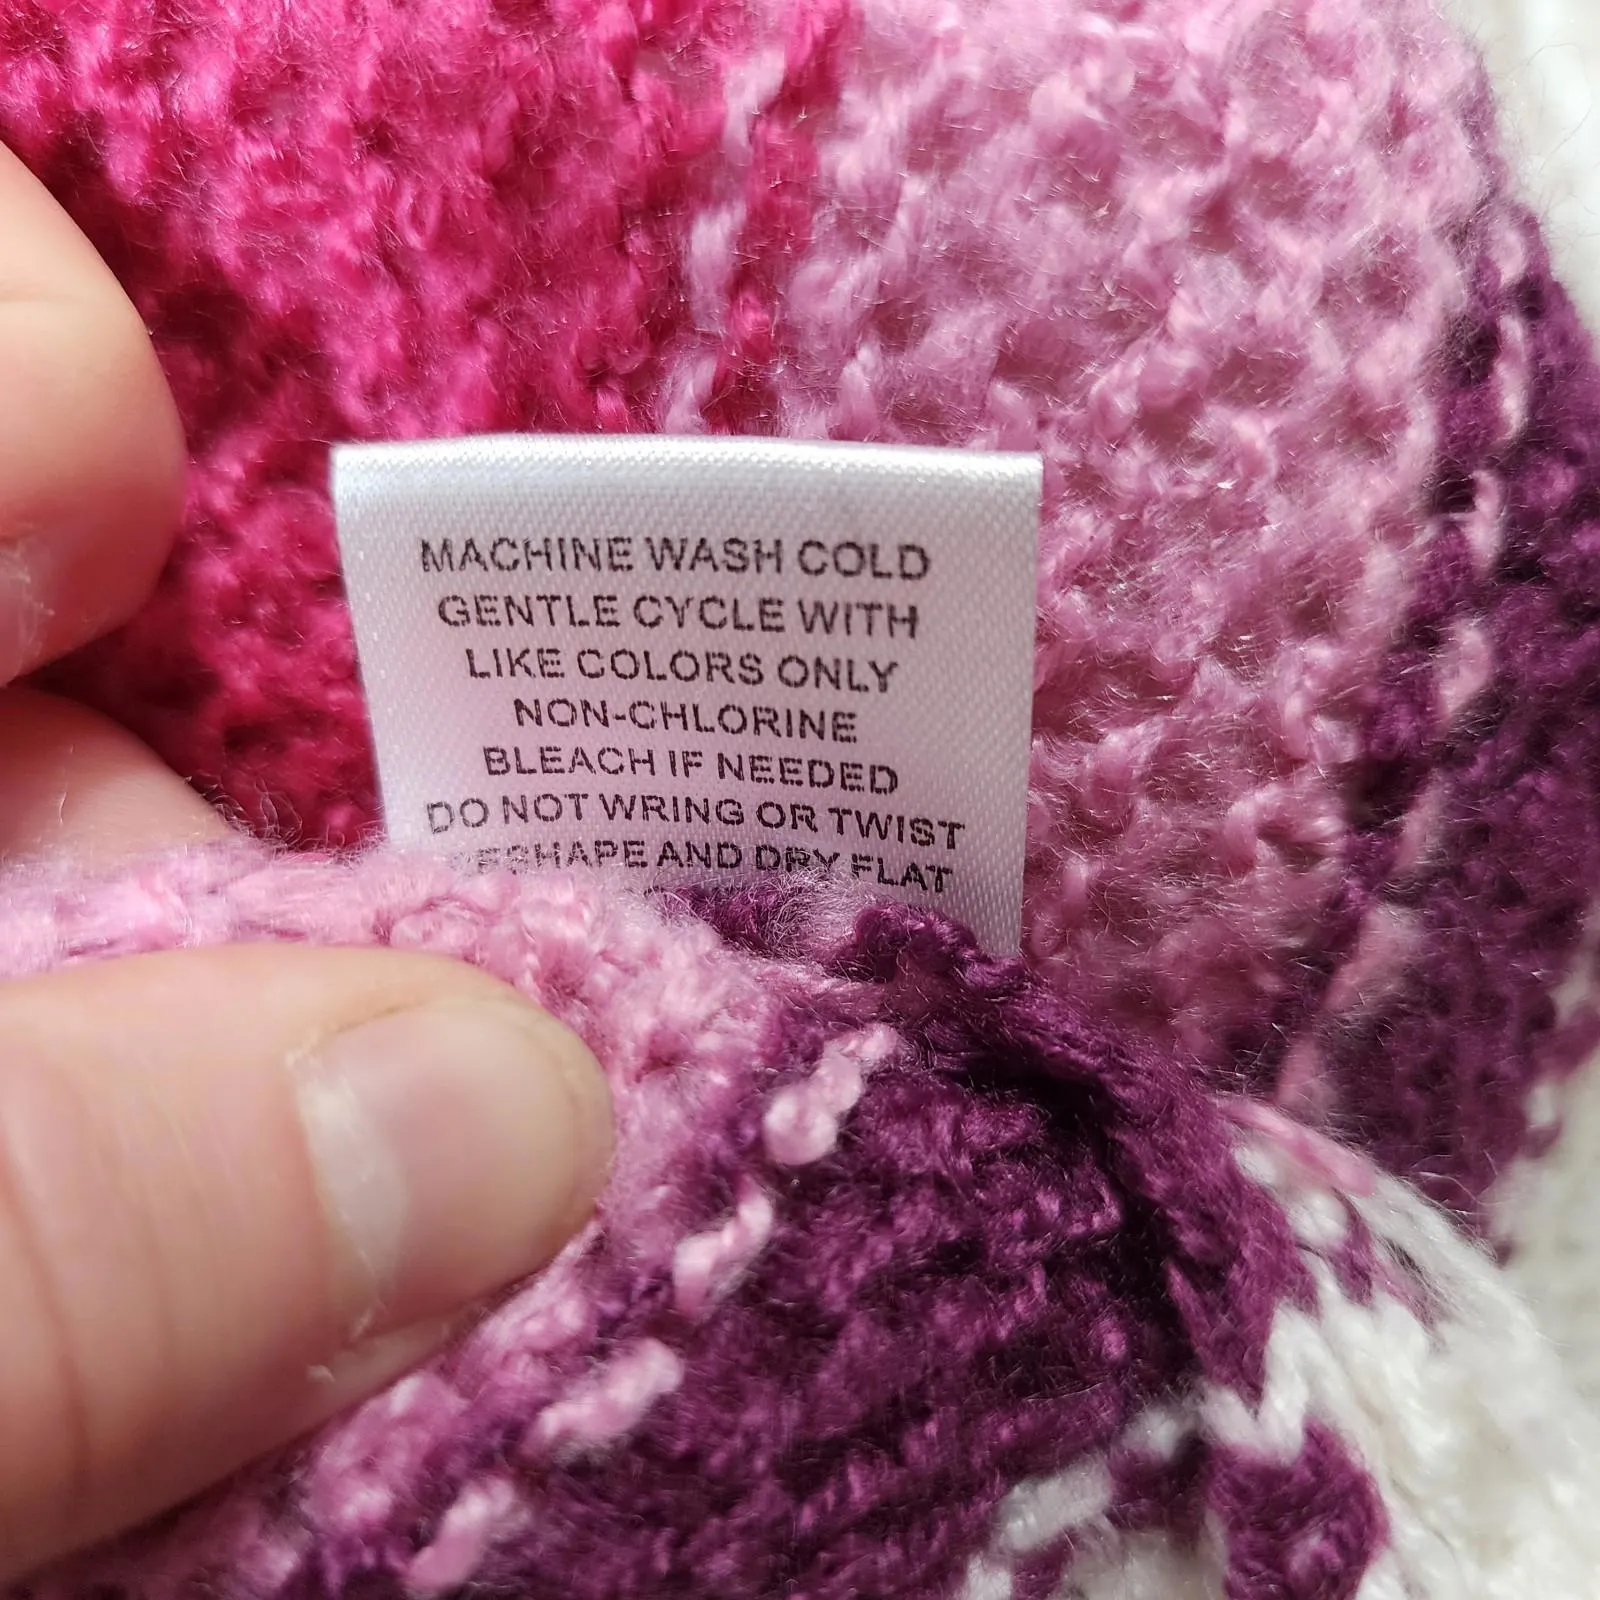 MACHINE WASH COLD
GENTLE CYCLE WITH
LIKE COLORS ONLY
NON-CHLORINE
BLEACH IF NEEDED
DO NOT WRING OR TWIST
RESHAPE AND DRY FLAT